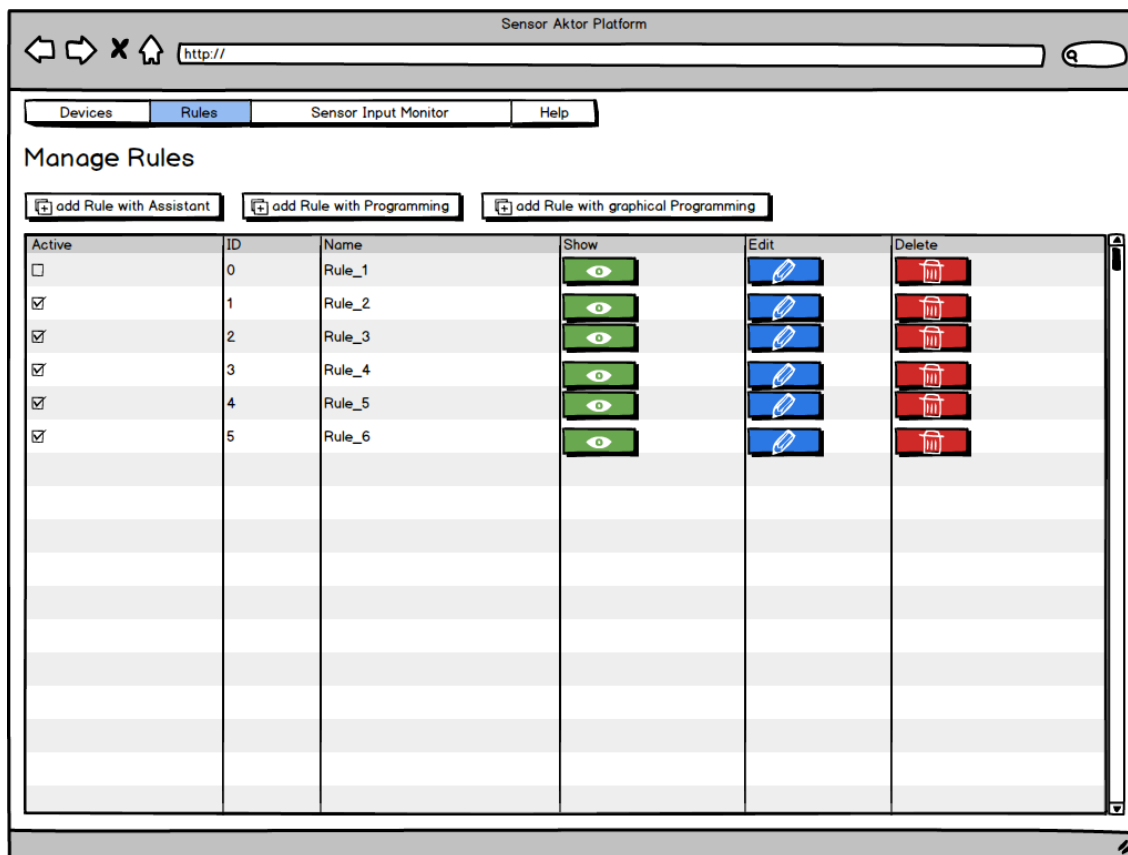 Sensor Aktor Platform
http://
Devices Rules Sensor Input Monitor Help
Manage Rules
add Rule with Assistant add Rule with Programming add Rule with graphical Programming
Active ID Name Show Edit Delete
0 Rule_1
1 Rule_2
2 Rule_3
3 Rule_4
4 Rule_5
5 Rule_6